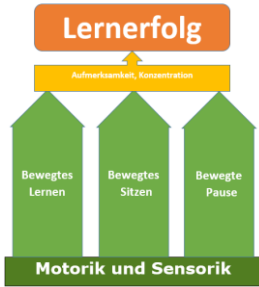 Lernerfolg
Aufmerksamkeit, Konzentration
Bewegtes
Lernen
Bewegtes
Sitzen
Bewegte
Pause
Motorik und Sensorik